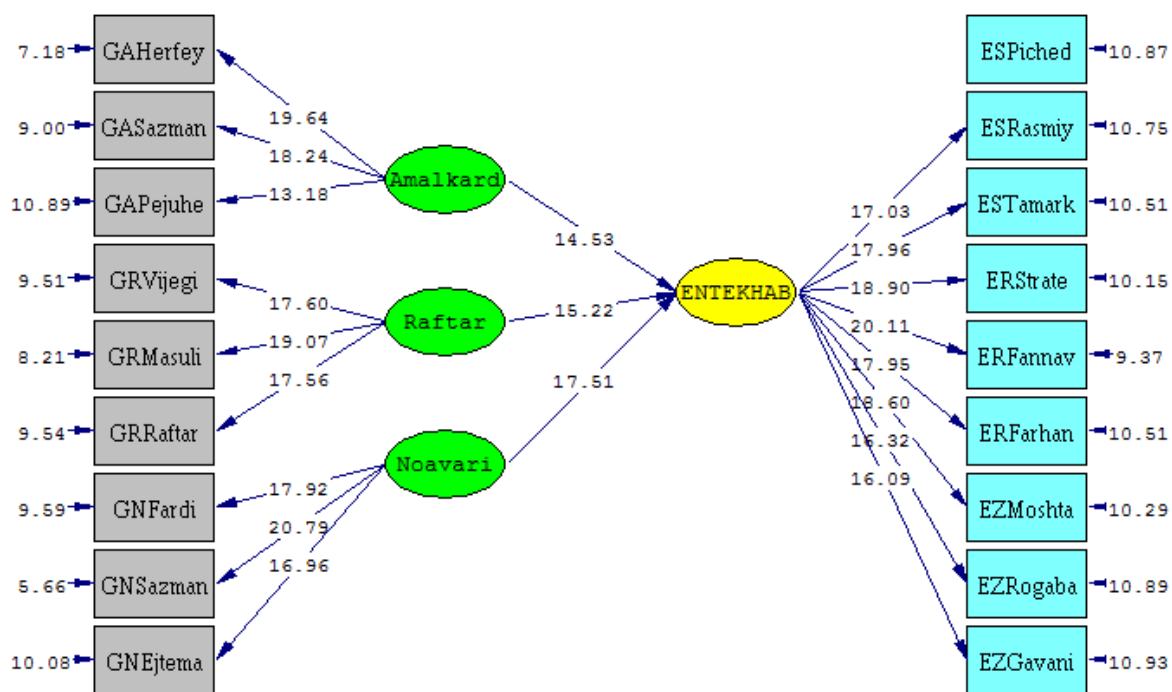 7.18 GAHerfey
9.00 GASazman
10.89 GAPejuhe
9.51 GRVijegi
8.21 GRMasuli
9.54 GRRaftar
9.59 GNFardi
5.66 GNSazman
10.08 GNEjtema
19.64
18.24
13.18
17.60
19.07
17.56
17.92
20.79
16.96
Amalkard
Raftar
Noavari
14.53
15.22
17.51
ENTEKHAB
17.03
17.96
18.90
20.11
17.95
18.60
16.32
16.09
ESPiched 10.87
ESRasmiy 10.75
ESTamark 10.51
ERStrate 10.15
ERFannav 9.37
ERFarhan 10.51
EZMoshta 10.29
EZRogaba 10.89
EZGavani 10.93